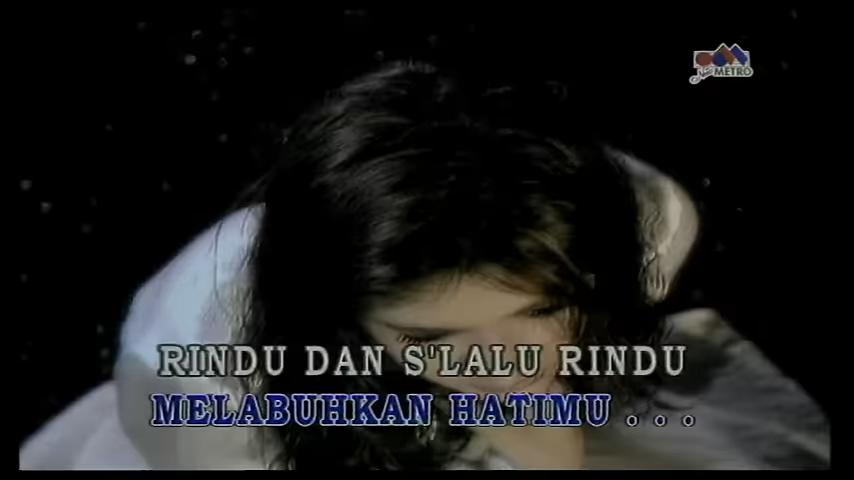 METRO
RINDU DAN S'LALU RINDU
MELABUHKAN HATIMU . . .